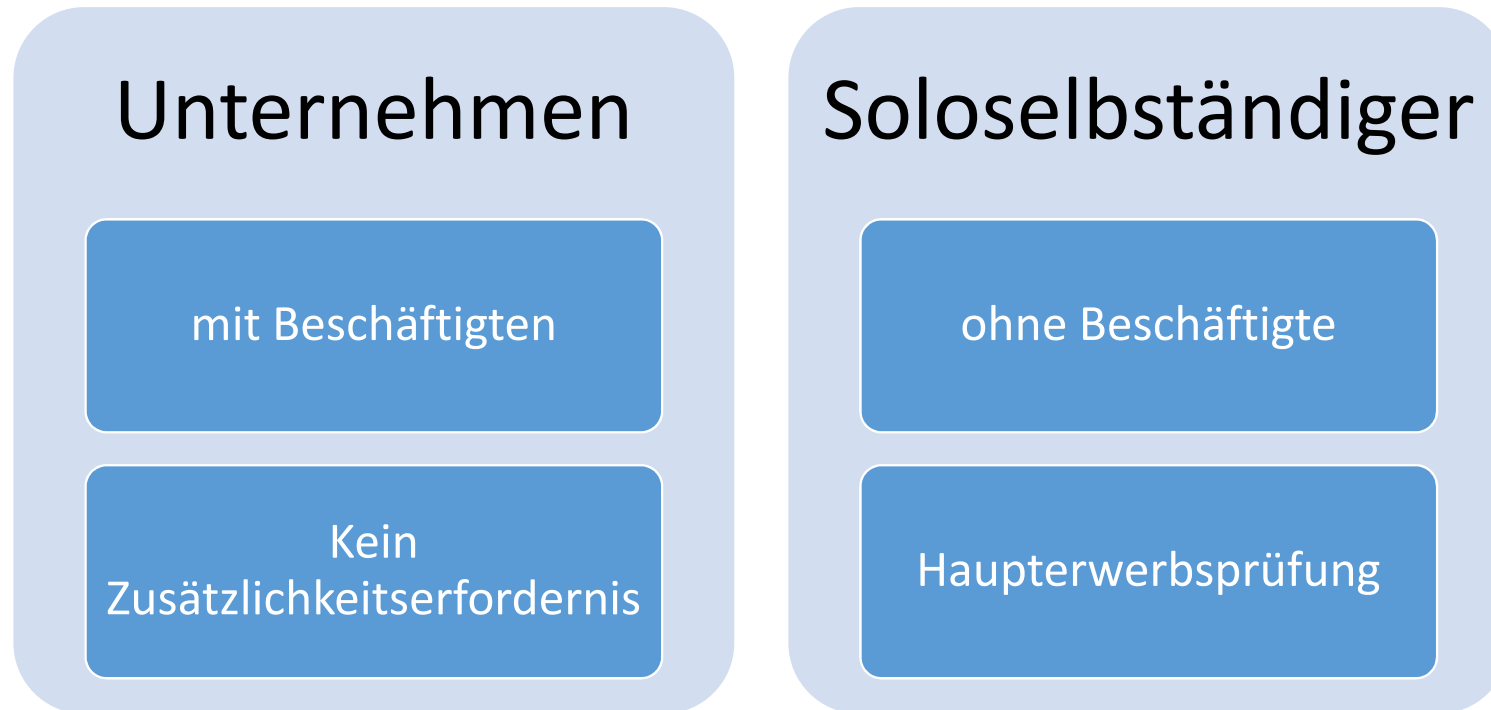 Unternehmen
mit Beschäftigten
Kein
Zusätzlichkeitserfordernis
Soloselbständiger
ohne Beschäftigte
Haupterwerbsprüfung